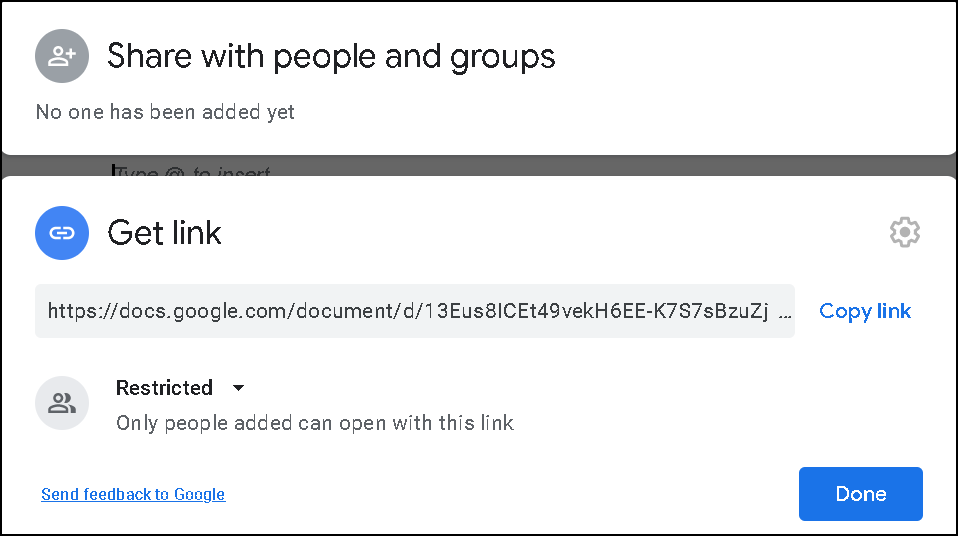 Share with people and groups
No one has been added yet
Type @ to insert
Get link
https://docs.google.com/document/d/13Eus8ICEt49vekH6EE-K7S7sBzuZj ...
Copy link
Restricted
Only people added can open with this link
Send feedback to Google
Done